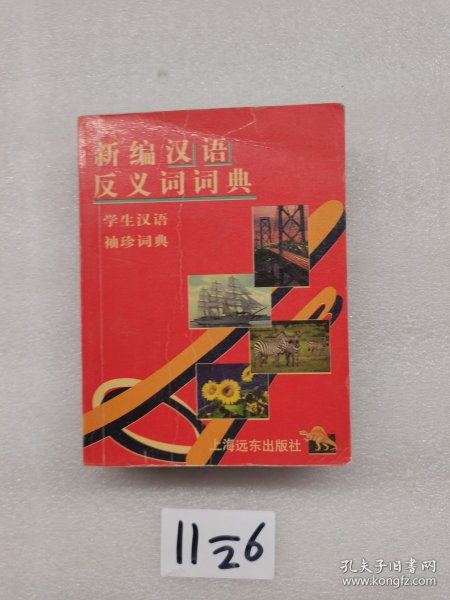 新编汉语
反义词词典
学生汉语
袖珍词典
上海远东出版社
11-26
孔夫子旧书网
www.kongfz.com